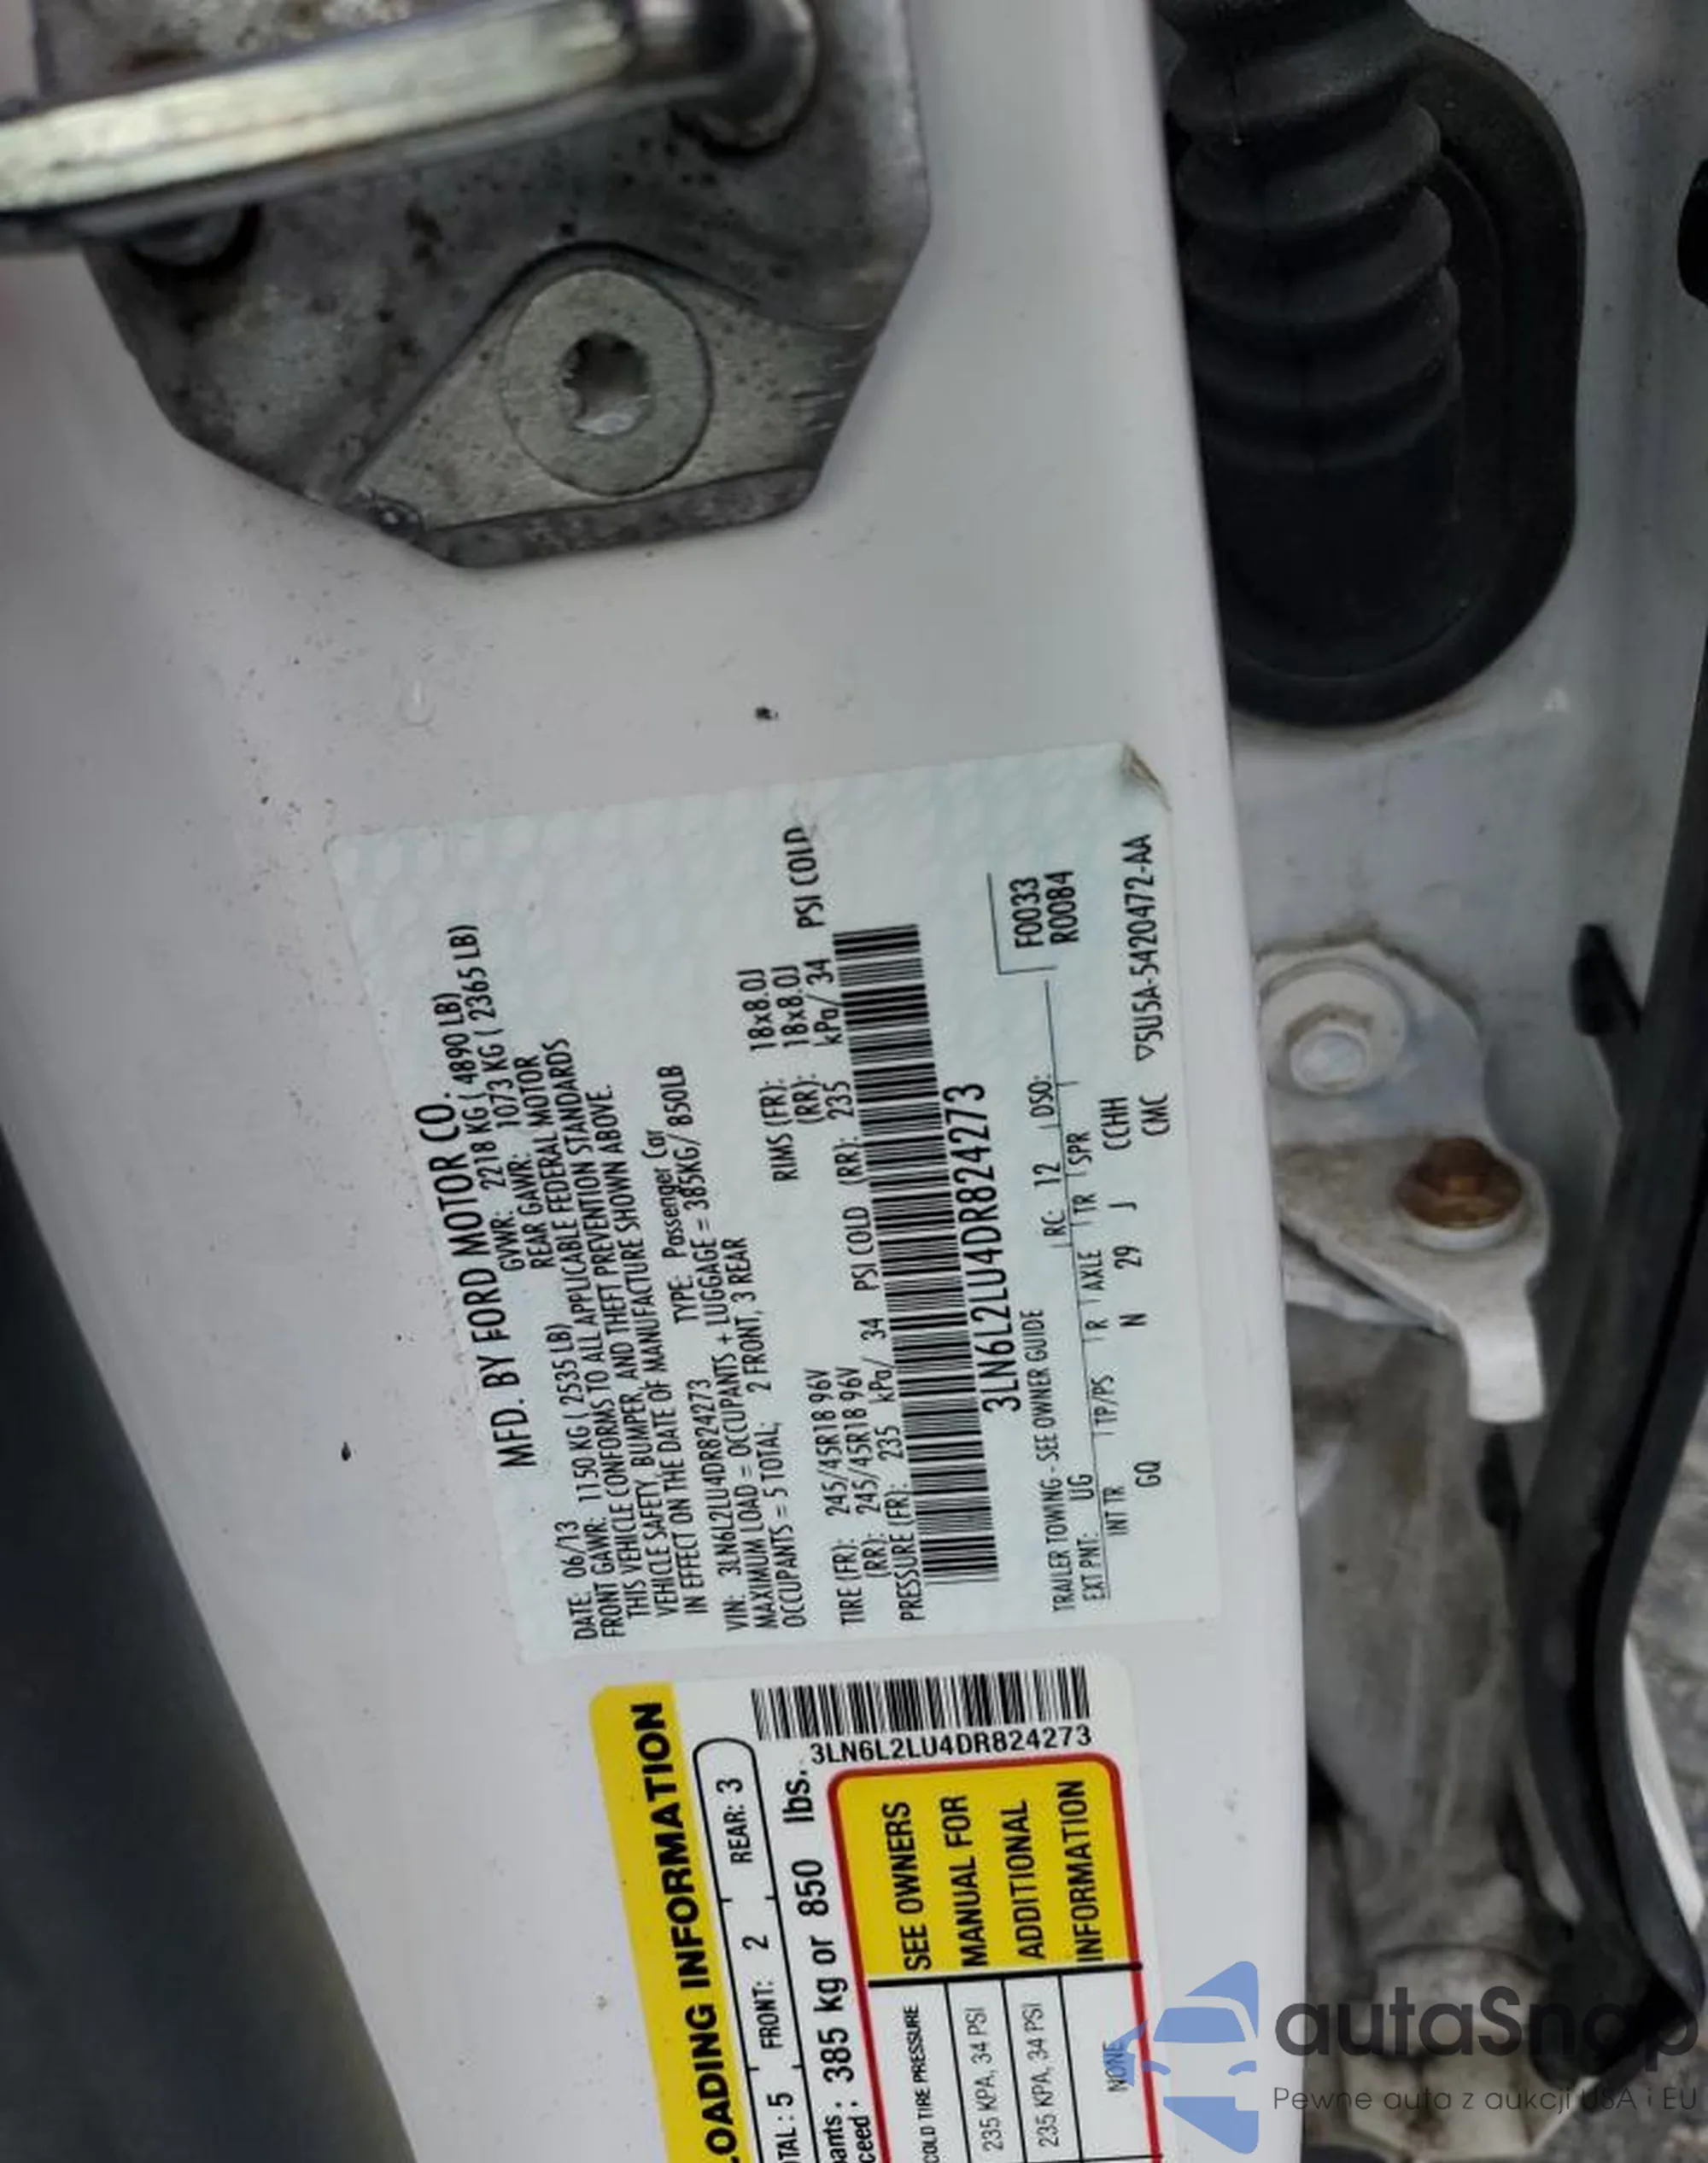 MFD. BY FORD MOTOR CO.
DATE: 06/13 GVWR: 2218 KG ( 4890 LB)
FRONT GAWR: 1150 KG ( 2535 LB) REAR GAWR: 1073 KG ( 2365 LB)
THIS VEHICLE CONFORMS TO ALL APPLICABLE FEDERAL MOTOR
VEHICLE SAFETY, BUMPER, AND THEFT PREVENTION STANDARDS
IN EFFECT ON THE DATE OF MANUFACTURE SHOWN ABOVE.
VIN: 3LN6L2LU4DR824273 TYPE: Passenger Car
MAXIMUM LOAD = OCCUPANTS + LUGGAGE = 385KG/ 850LB
OCCUPANTS = 5 TOTAL; 2 FRONT, 3 REAR
TIRE (FR): 245/45R18 96V RIMS (FR): 18x8.0J
(RR): 245/45R18 96V (RR): 18x8.0J
PRESSURE (FR): 235 kPa/ 34 PSI COLD (RR): 235 kPa/ 34 PSI COLD
3LN6L2LU4DR824273
TRAILER TOWING - SEE OWNER GUIDE
EXT PNT: UG RC: 12 DSO: F0033
INT TR TP/PS R AXLE TR SPR R0084
GQ N 29 J CCHH
CMC ▽5U5A-5420472-AA
LOADING INFORMATION
TOTAL : 5 FRONT: 2 REAR: 3
385 kg or 850 lbs.
3LN6L2LU4DR824273
COLD TIRE PRESSURE
235 KPA, 34 PSI
235 KPA, 34 PSI
NONE
SEE OWNERS
MANUAL FOR
ADDITIONAL
INFORMATION
autaSnap
Pewne auta z aukcji USA i EU